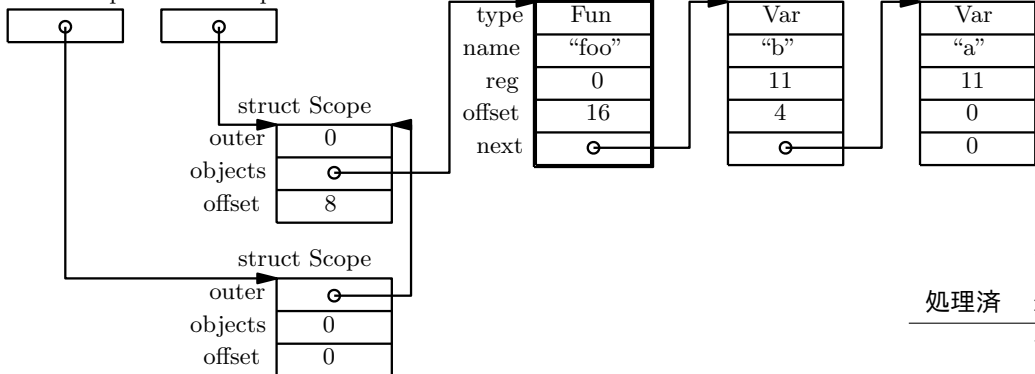 type Fun Var Var
name “foo” “b” “a”
reg 0 11 11
offset 16 4 0
next 0
struct Scope
outer 0
objects
offset 8
struct Scope
outer
objects 0
offset 0
処理済